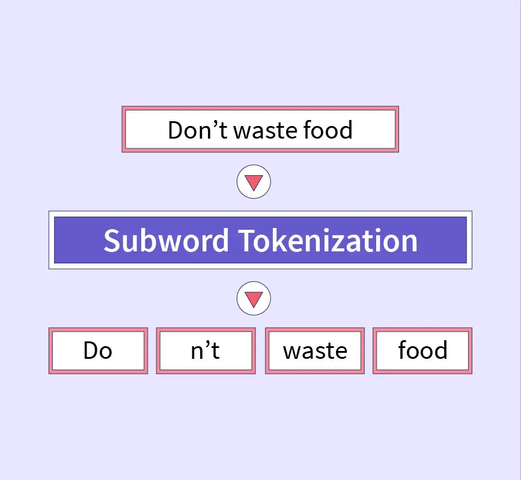 Don’t waste food
Subword Tokenization
Do n’t waste food